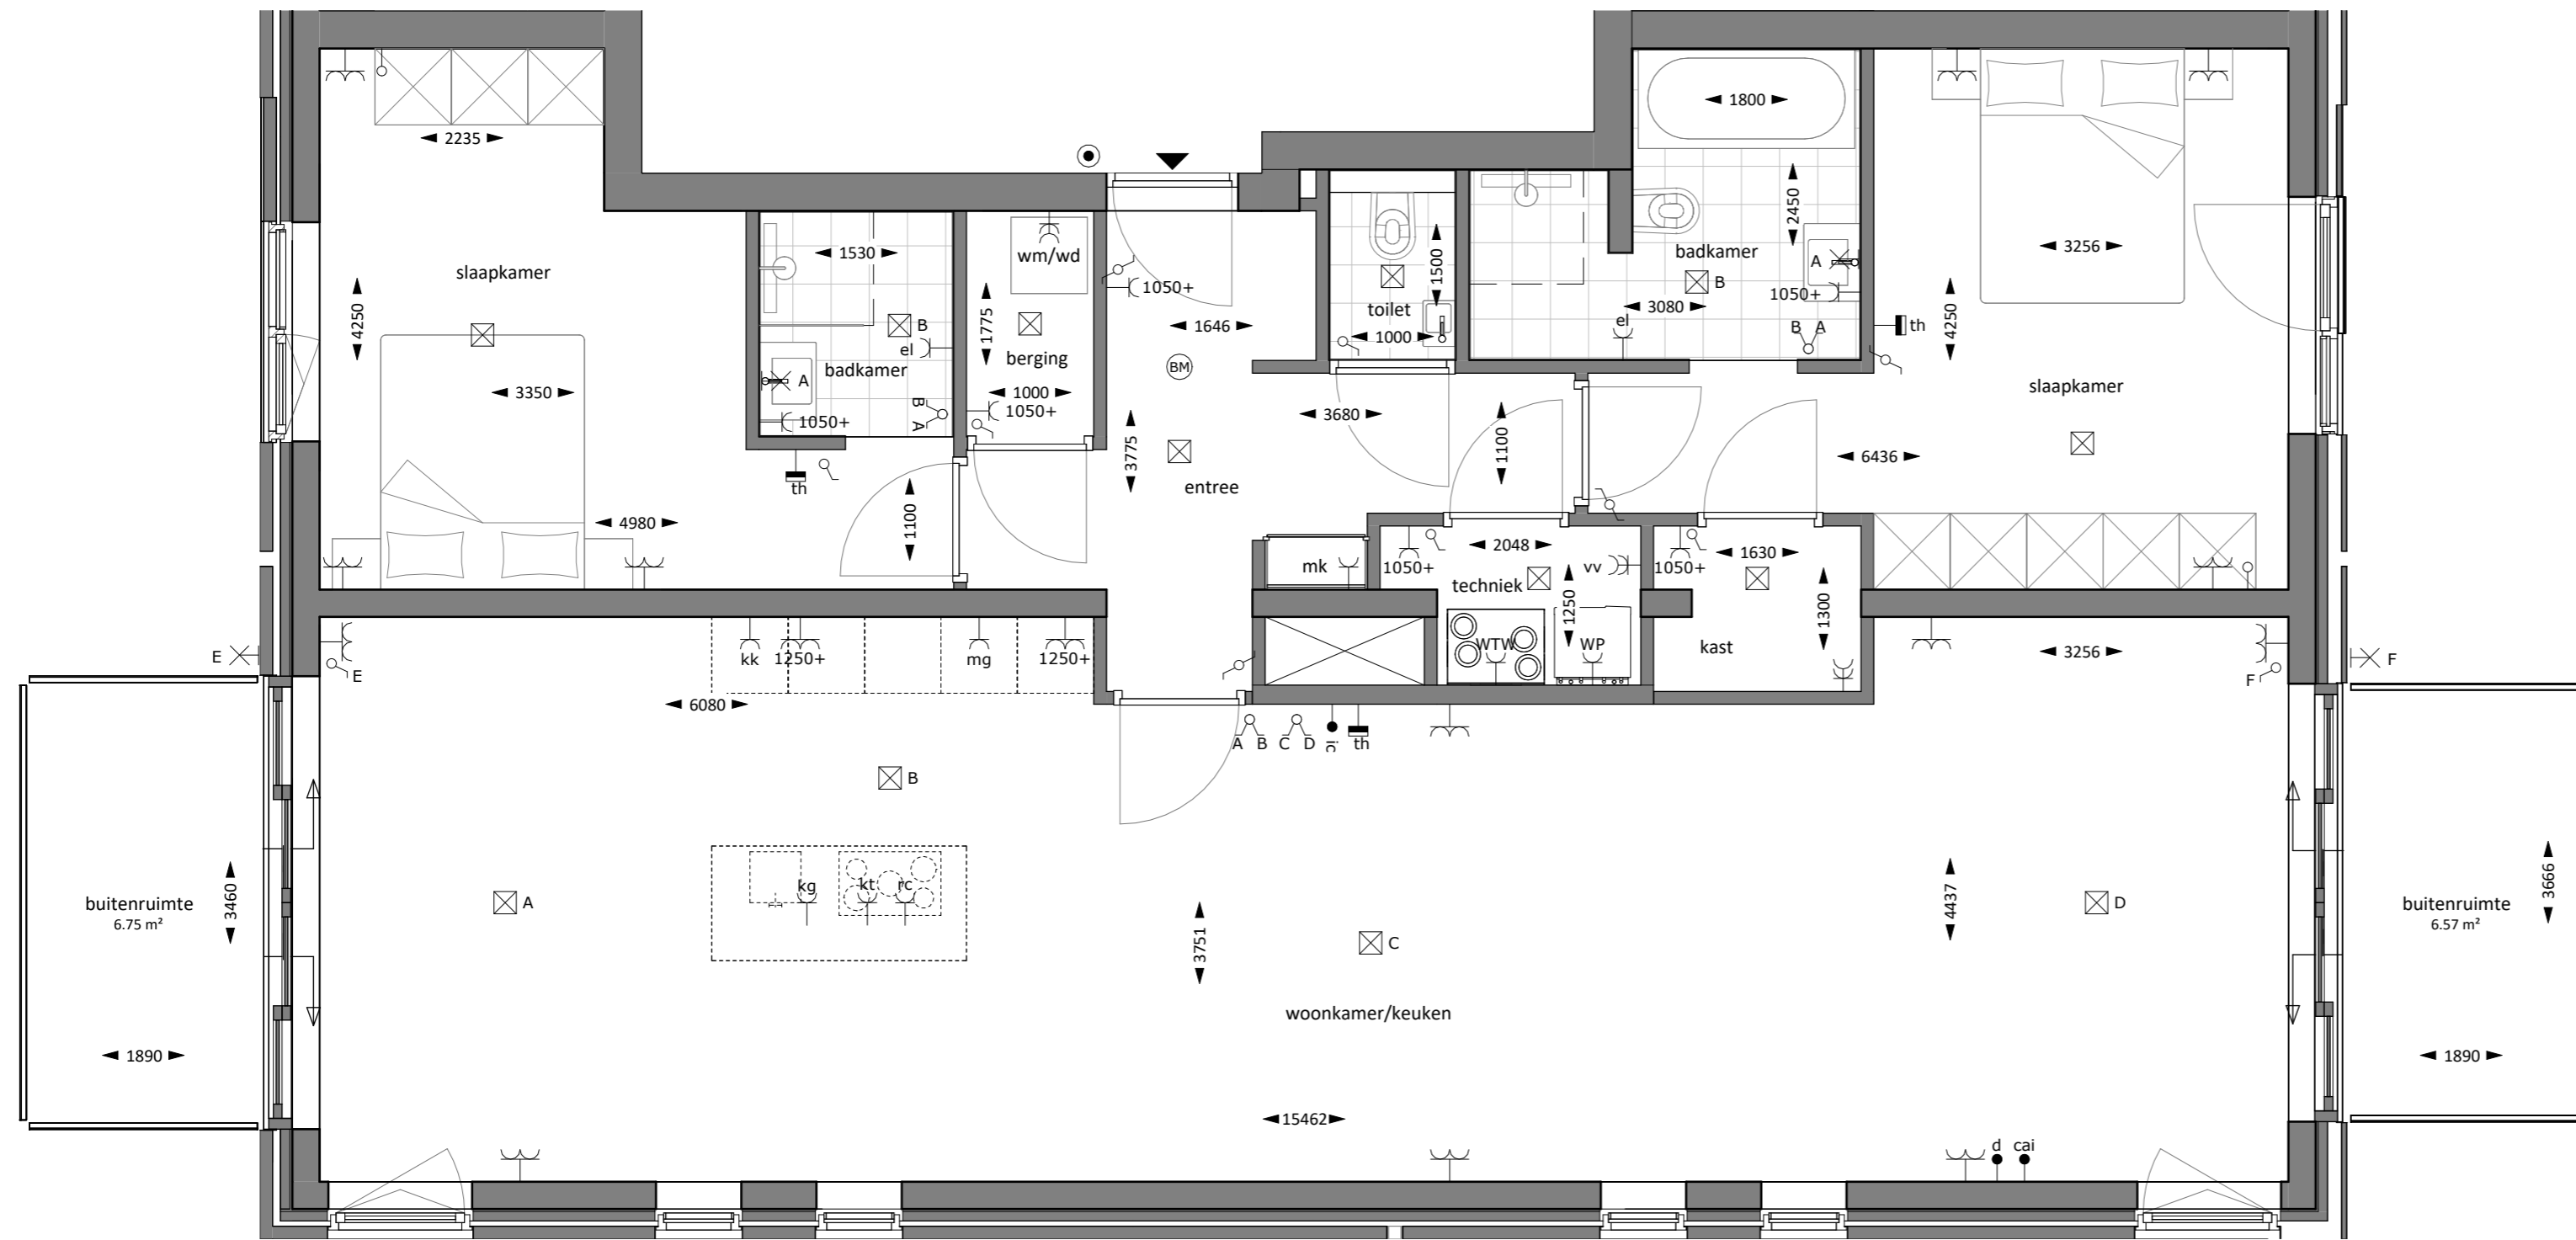 1800
2235
2450
slaapkamer
1530
wm/wd
badkamer
3256
1050+
1500
A
B
1050+
4250
1775
1646
toilet
3080
el
B
A
th
4250
B
el
berging
1000
BM
badkamer
slaapkamer
A
3350
1000
1050+
B
A
1050+
3680
1100
3775
6436
th
entree
4980
1100
2048
1630
mk
1050+
vv
1050+
techniek
1250
1300
E
kk
1250+
mg
1250+
WTW
WP
kast
3256
F
E
F
6080
A
B
C
D
ic
th
B
kg
kt
rc
4437
buitenruimte
6.75 m²
3460
A
3751
C
D
buitenruimte
6.57 m²
3666
woonkamer/keuken
1890
1890
15462
d
cai